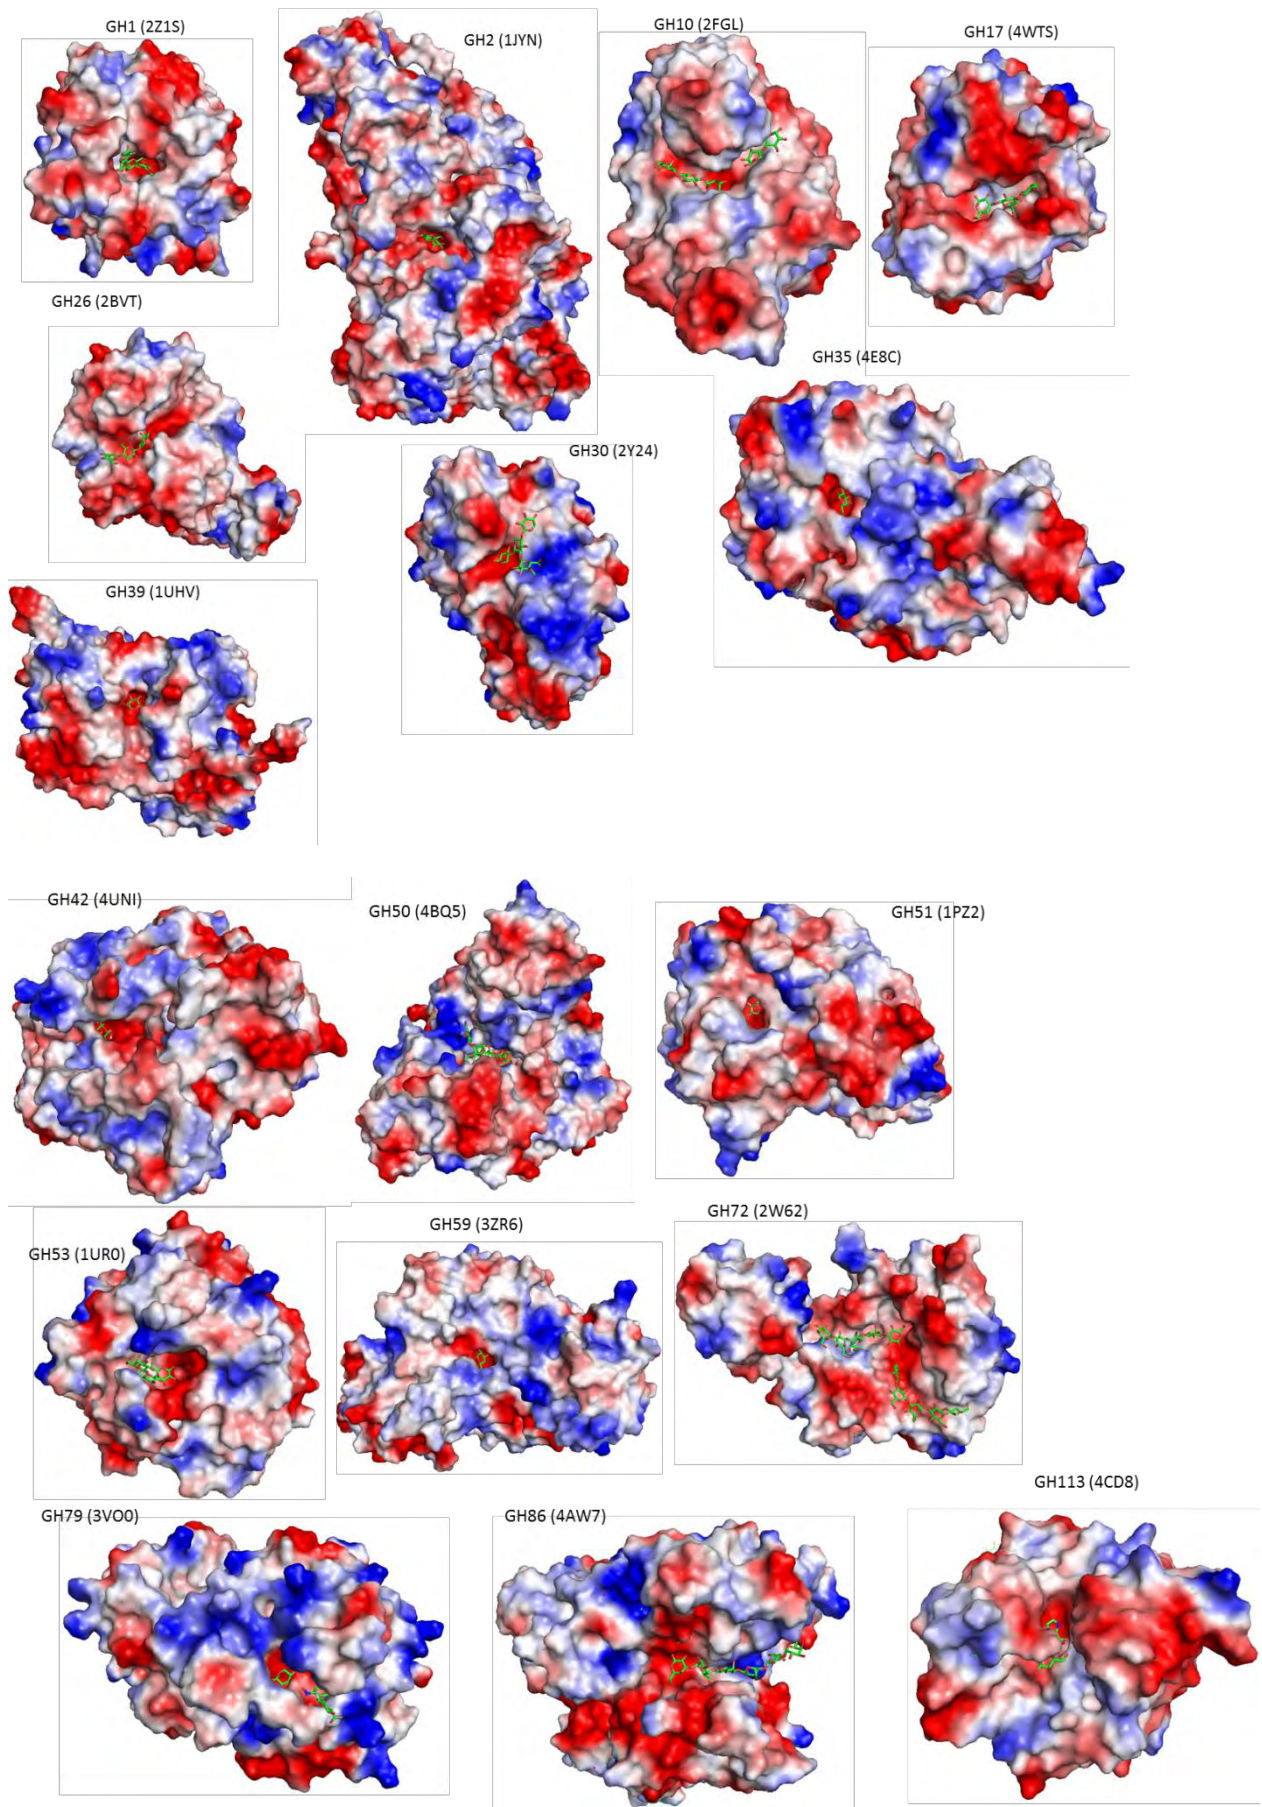 GH1 (2Z1S)
GH2 (1JYN)
GH10 (2FGL)
GH17 (4WTS)
GH26 (2BVT)
GH35 (4E8C)
GH30 (2Y24)
GH39 (1UHV)
GH42 (4UNI)
GH50 (4BQ5)
GH51 (1PZ2)
GH53 (1UR0)
GH59 (3ZR6)
GH72 (2W62)
GH79 (3VO0)
GH86 (4AW7)
GH113 (4CD8)